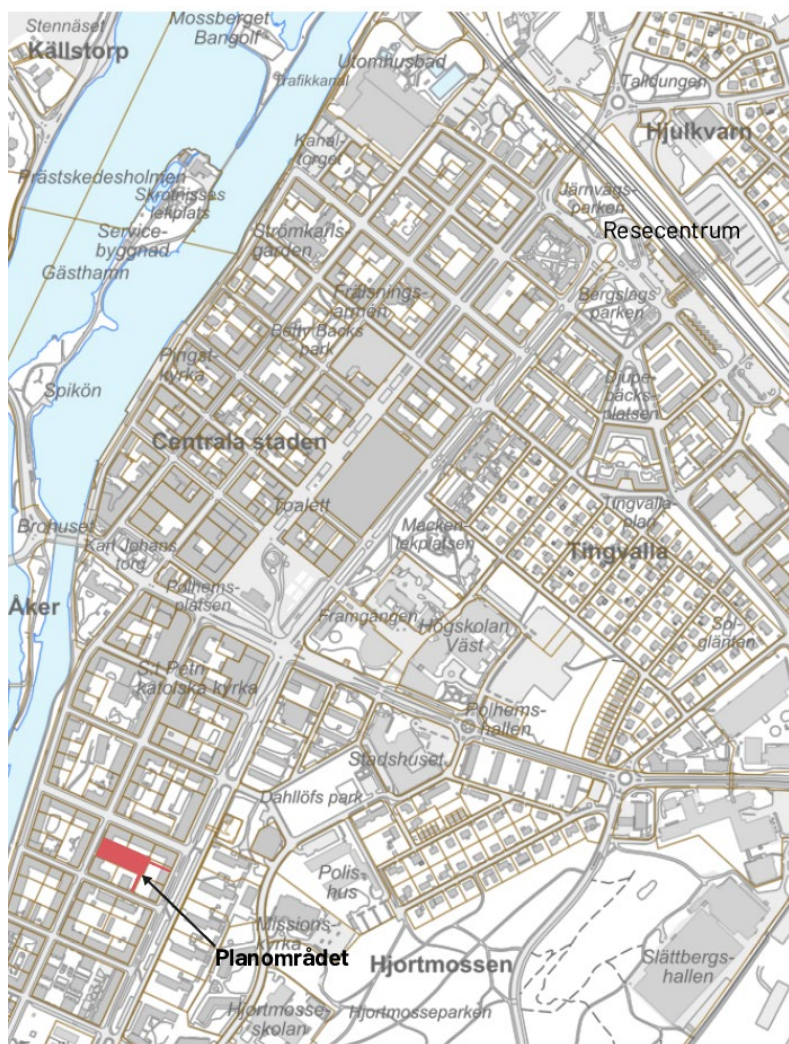 Stennäset
Källstorp
Mossberget
Bangolf
Trafikkanal
Utomhusbad
Talldungen
Hjulkvarn
Kanal-
torget
Prästskedesholmen
Skrotnisses
lekplats
Järnvägs-
parken
Resecentrum
Service-
byggnad
Strömkarls-
gården
Gästhamn
Frälsnings-
armen
Bergslags
parken
Betty Backs
park
Pingst-
kyrka
Spikön
Djupe-
bäcks-
platsen
Centrala staden
Toalett
Tingvalla-
plan
Macken
lekplatsen
Tingvalla
Brohuset
Karl Johans
torg
Åker
Polhems-
platsen
Framgången
Högskolan
Väst
Sol-
gläntan
S:t Petri
katolska kyrka
Polhems-
hallen
Stadshuset
Dahllöfs park
Polis-
hus
Missions-
kyrka
Planområdet
Hjortmossen
Slättbergs-
hallen
Hjortmosse-
skolan
Hjortmosseparken